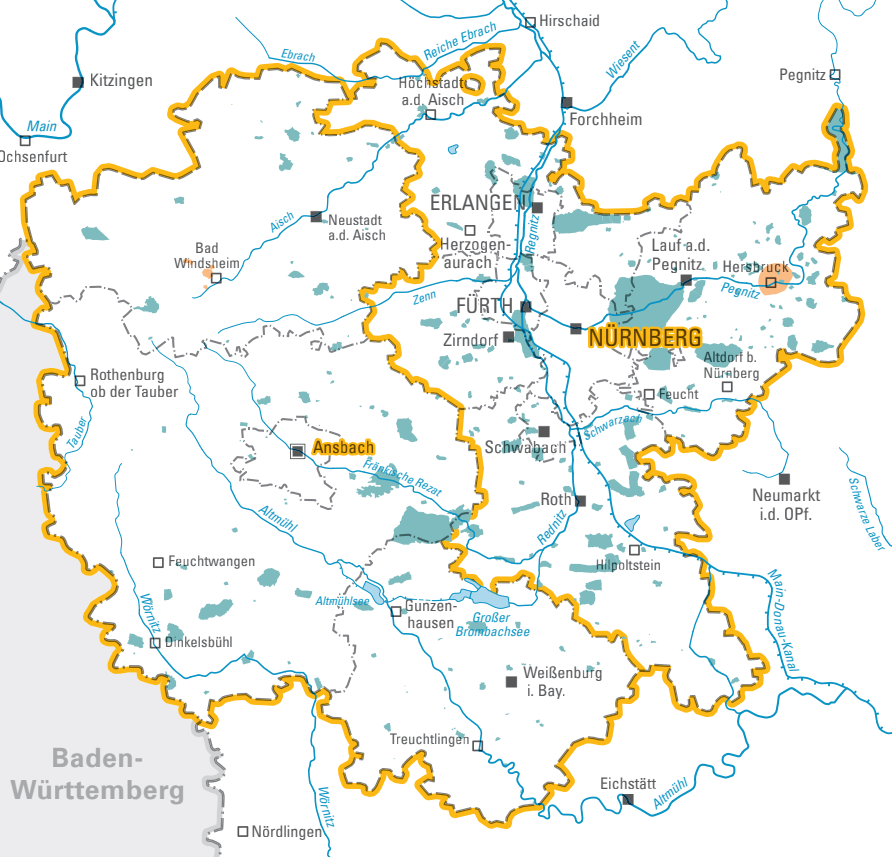 Hirschaid
Reiche Ebrach
Ebrach
Wiesent
Pegnitz
Kitzingen
Höchstadt
a.d. Aisch
Forchheim
Main
Ochsenfurt
ERLANGEN
Regnitz
Aisch
Neustadt
a.d. Aisch
Herzogen-
aurach
Bad
Windsheim
Lauf a.d.
Pegnitz
Hersbruck
Pegnitz
Zenn
FÜRTH
NÜRNBERG
Zirndorf
Altdorf b.
Nürnberg
Rothenburg
ob der Tauber
Feucht
Tauber
Schwarzach
Ansbach
Schwabach
Fränkische Rezat
Neumarkt
i.d. OPf.
Roth
Schwarze Laber
Altmühl
Rednitz
Feuchtwangen
Hilpoltstein
Main-Donau-Kanal
Altmühlsee
Gunzen-
hausen
Großer
Brombachsee
Wörnitz
Dinkelsbühl
Weißenburg
i. Bay.
Treuchtlingen
Baden-
Württemberg
Eichstätt
Altmühl
Wörnitz
Nördlingen